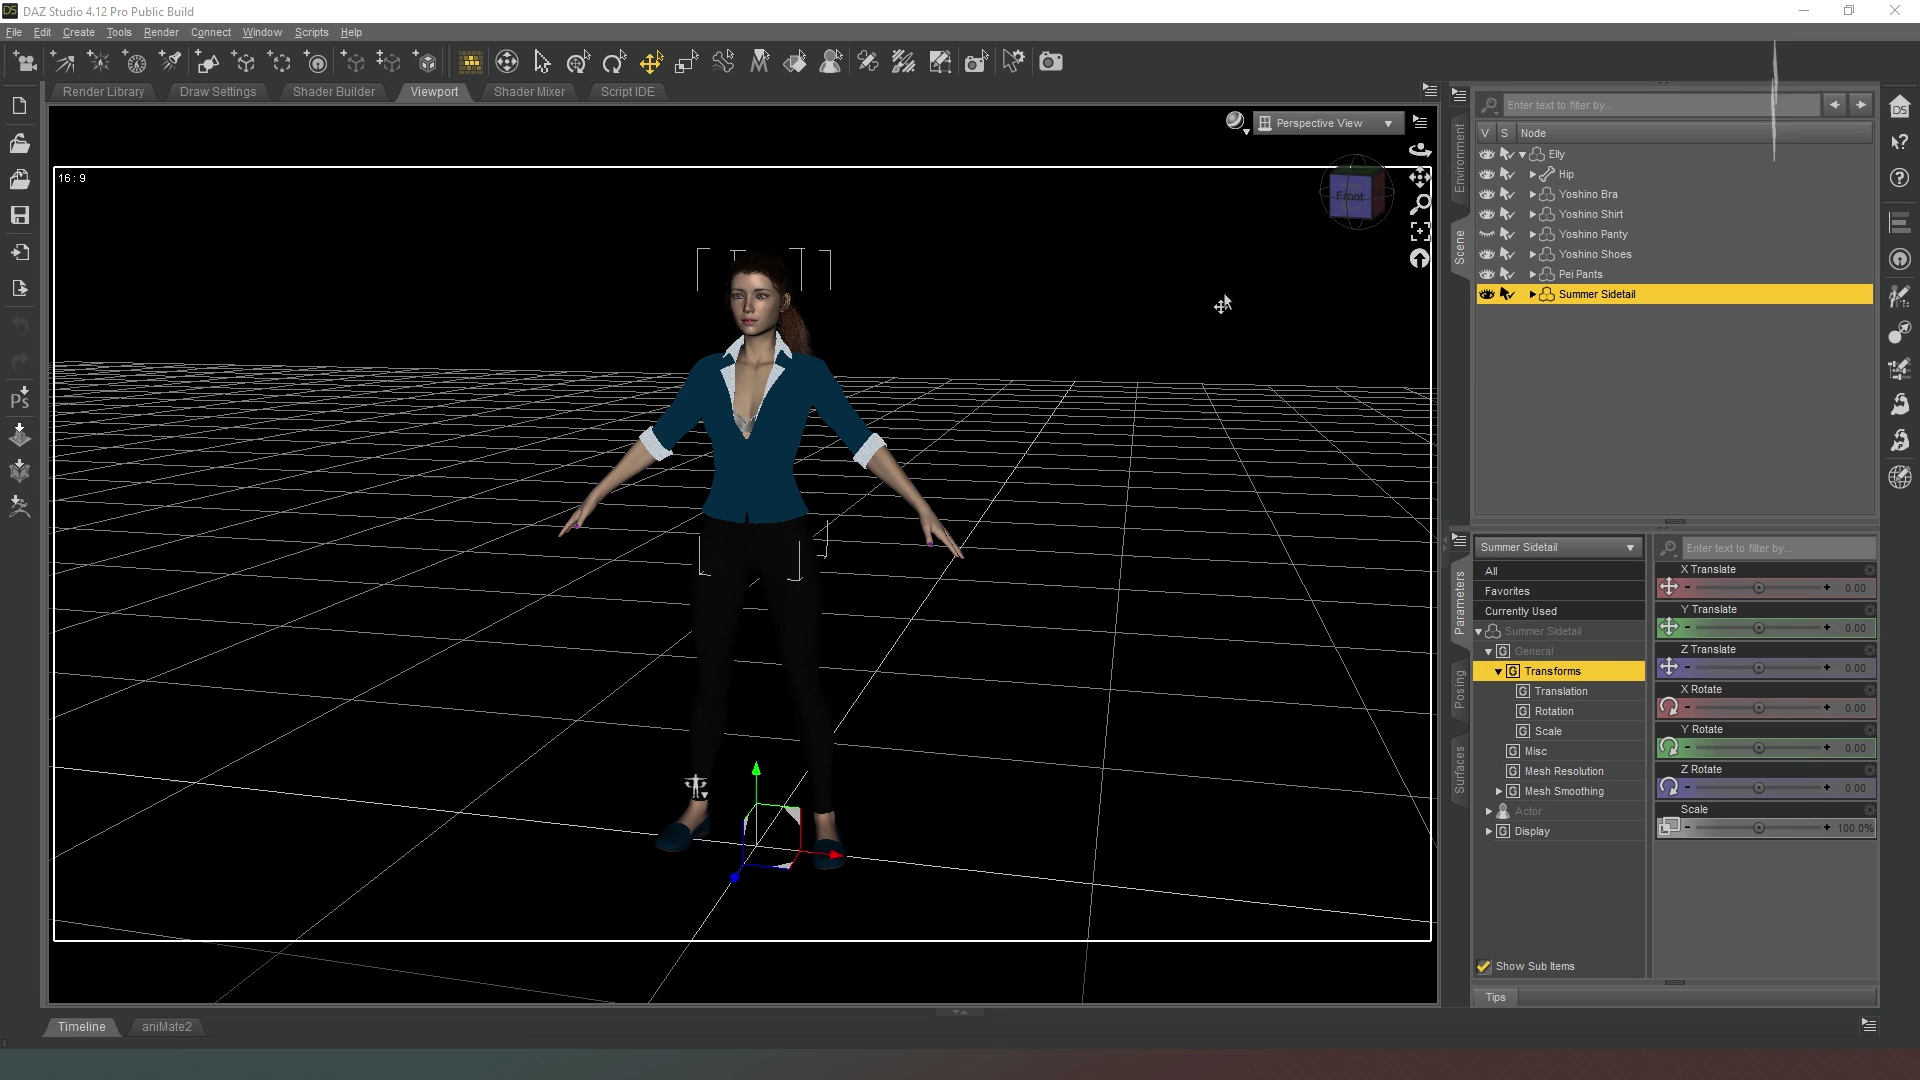 DS DAZ Studio 4.12 Pro Public Build
File Edit Create Tools Render Connect Window Scripts Help
Render Library Draw Settings Shader Builder Viewport Shader Mixer Script IDE
Perspective View
16 : 9
Front
Environment
Scene
Enter text to filter by...
V S Node
Elly
Hip
Yoshino Bra
Yoshino Shirt
Yoshino Panty
Yoshino Shoes
Pei Pants
Summer Sidetail
Parameters
Posing
Surfaces
Summer Sidetail
All
Favorites
Currently Used
Summer Sidetail
G General
G Transforms
G Translation
G Rotation
G Scale
G Misc
G Mesh Resolution
G Mesh Smoothing
Actor
G Display
Show Sub Items
Enter text to filter by...
X Translate
0.00
Y Translate
0.00
Z Translate
0.00
X Rotate
0.00
Y Rotate
0.00
Z Rotate
0.00
Scale
100.0%
Tips
Ps
DS
Timeline aniMate2